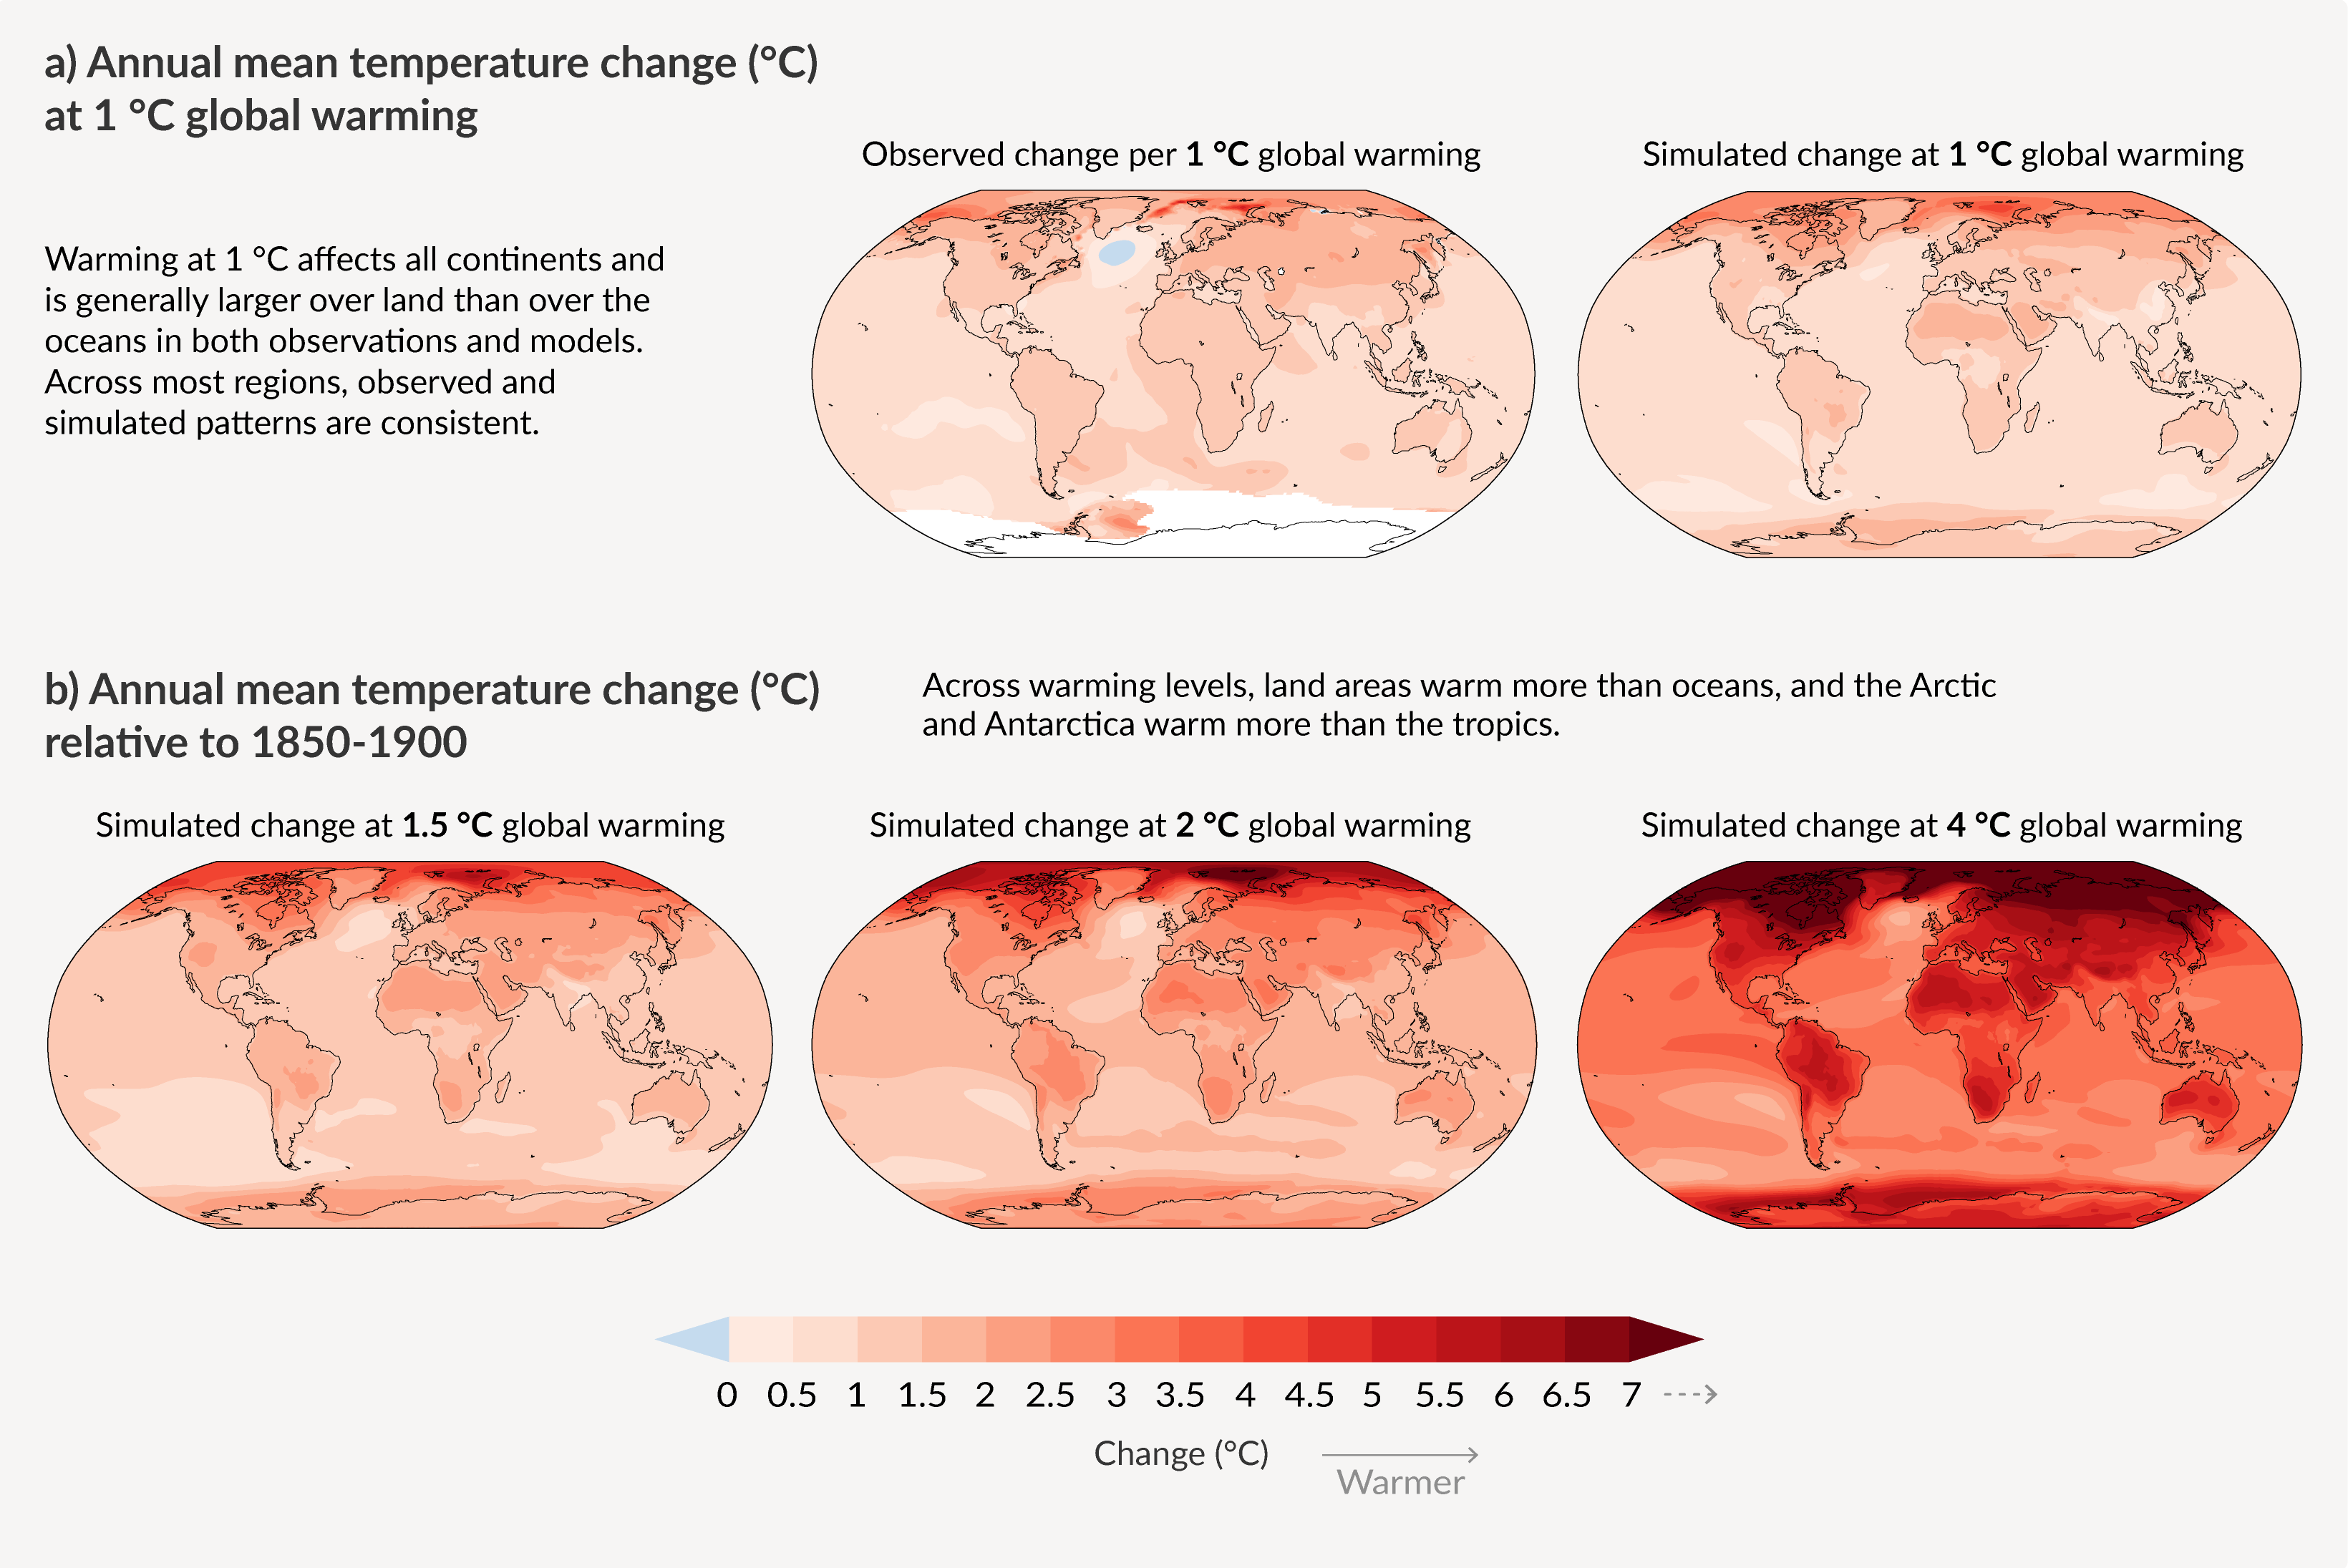 a) Annual mean temperature change (°C)
at 1 °C global warming
Observed change per 1 °C global warming
Simulated change at 1 °C global warming
Warming at 1 °C affects all continents and
is generally larger over land than over the
oceans in both observations and models.
Across most regions, observed and
simulated patterns are consistent.
b) Annual mean temperature change (°C)
relative to 1850-1900
Across warming levels, land areas warm more than oceans, and the Arctic
and Antarctica warm more than the tropics.
Simulated change at 1.5 °C global warming
Simulated change at 2 °C global warming
Simulated change at 4 °C global warming
0 0.5 1 1.5 2 2.5 3 3.5 4 4.5 5 5.5 6 6.5 7
Change (°C)
Warmer